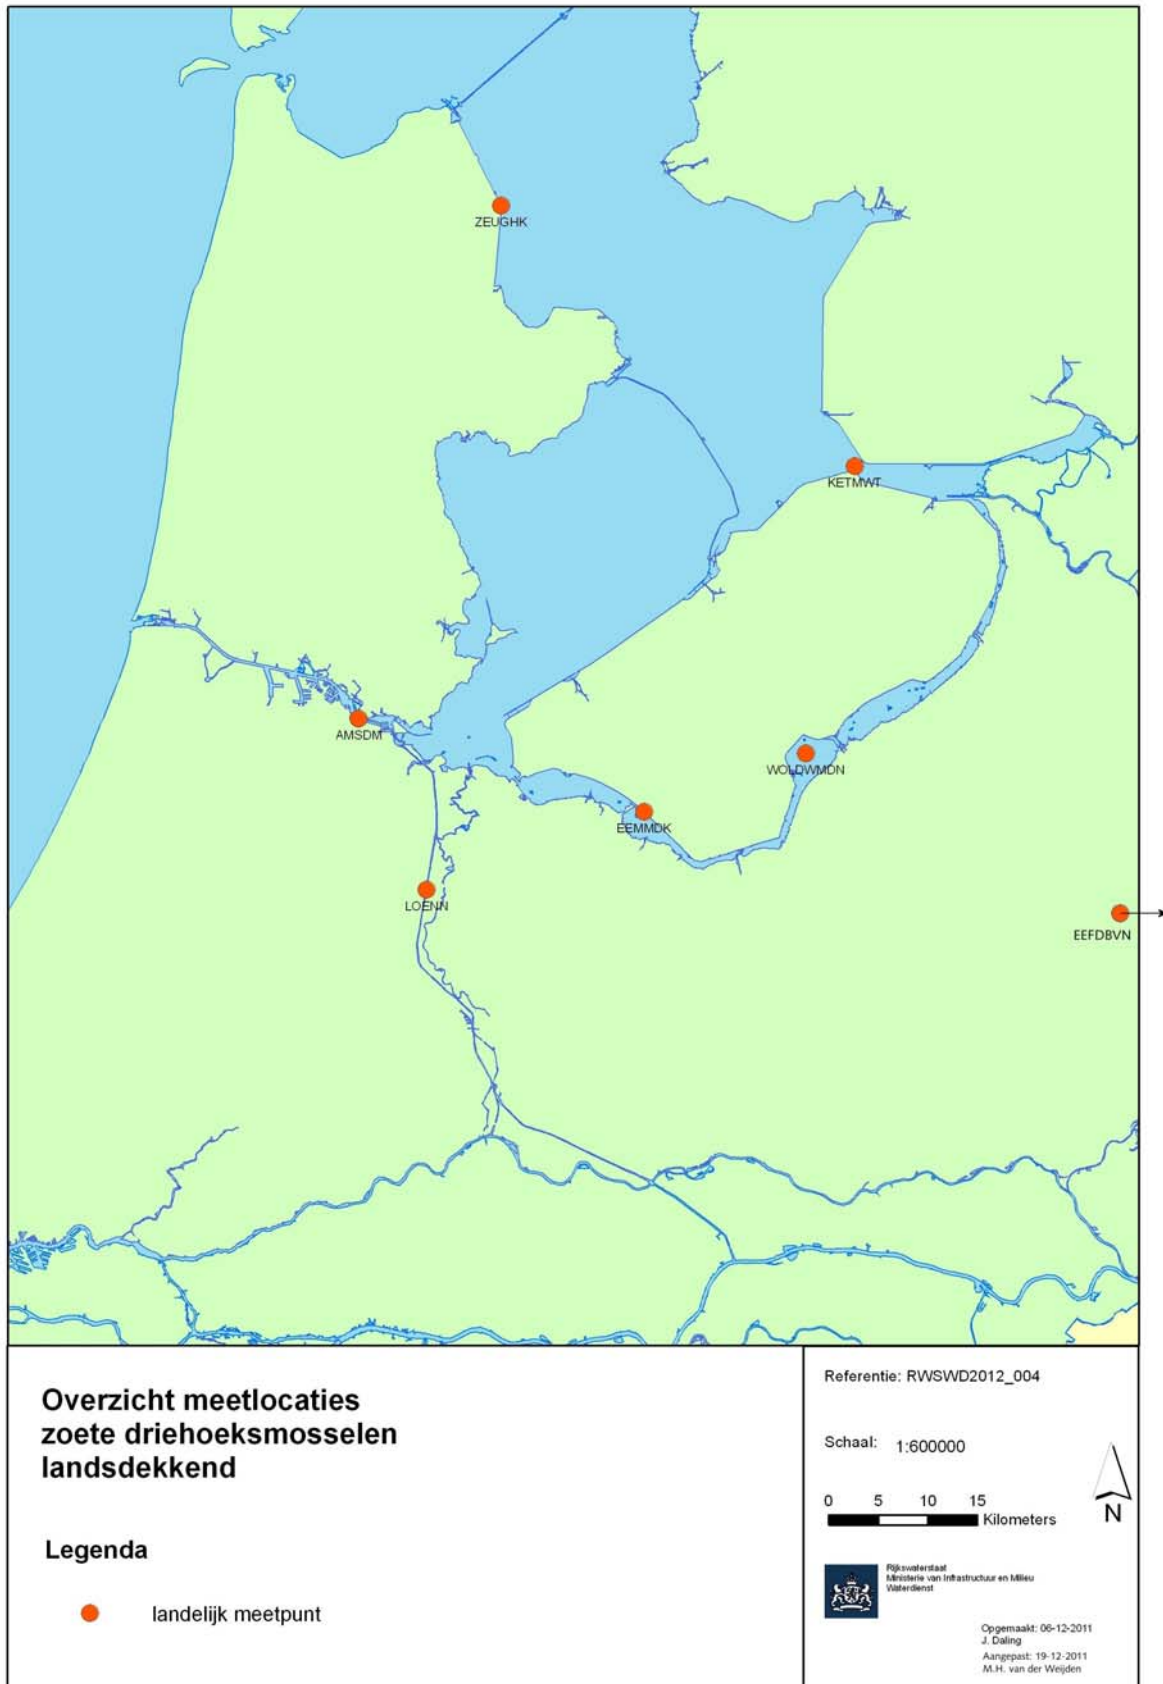 ZEUGHK
KETMWT
AMSDM
WOLDWMDN
EEMMDK
LOENN
EEFDBVN
Overzicht meetlocaties
zoete driehoeksmosselen
landsdekkend
Legenda
landelijk meetpunt
Referentie: RWSWD2012_004
Schaal: 1:600000
0 5 10 15
Kilometers
N
Rijkswaterstaat
Ministerie van Infrastructuur en Milieu
Waterdienst
Opgemaakt: 06-12-2011
J. Daling
Aangepast: 19-12-2011
M.H. van der Weijden